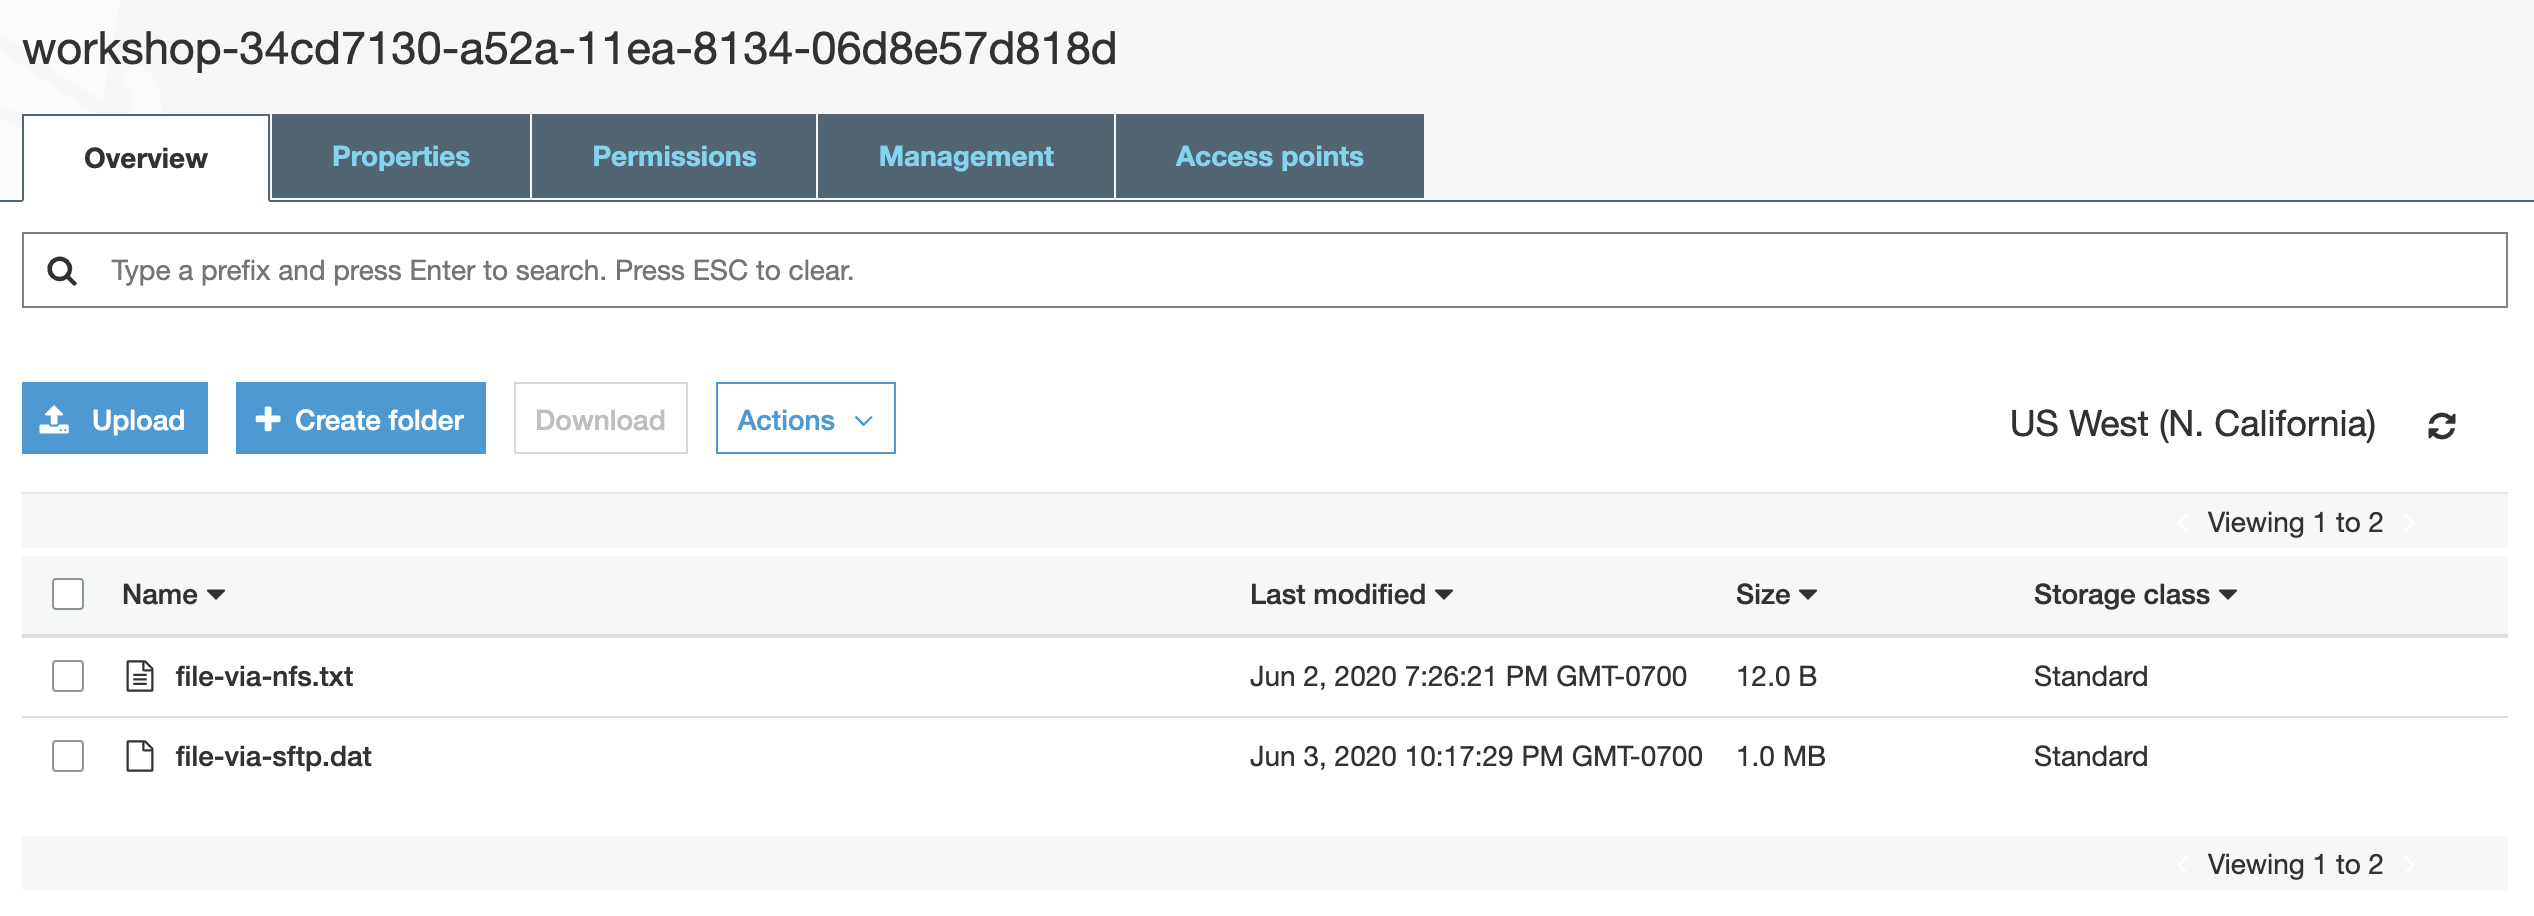 workshop-34cd7130-a52a-11ea-8134-06d8e57d818d
Overview Properties Permissions Management Access points
Type a prefix and press Enter to search. Press ESC to clear.
Upload Create folder Download Actions US West (N. California)
Viewing 1 to 2
Name Last modified Size Storage class
file-via-nfs.txt Jun 2, 2020 7:26:21 PM GMT-0700 12.0 B Standard
file-via-sftp.dat Jun 3, 2020 10:17:29 PM GMT-0700 1.0 MB Standard
Viewing 1 to 2